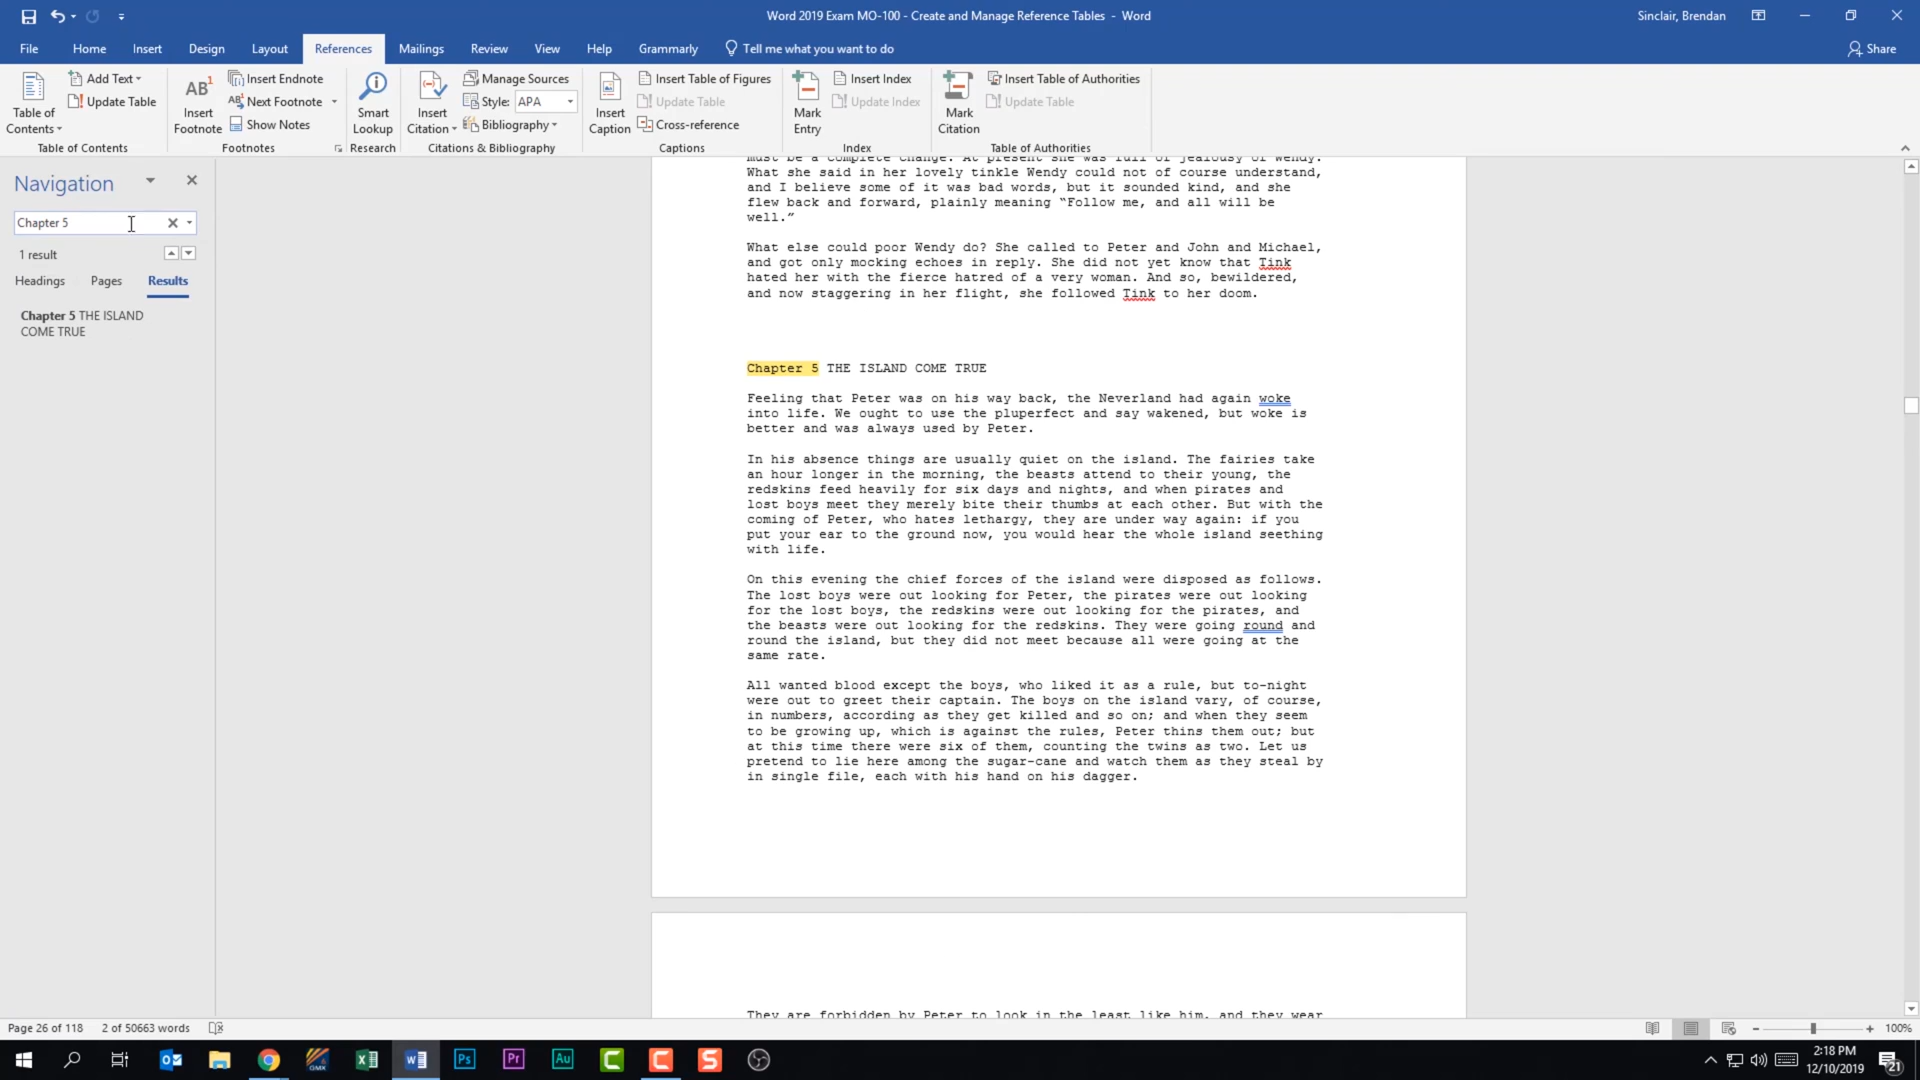 Word 2019 Exam MO-100 - Create and Manage Reference Tables - Word
Sinclair, Brendan
File Home Insert Design Layout References Mailings Review View Help Grammarly Tell me what you want to do Share
Table of Contents
Add Text
Update Table
Table of Contents
AB1
Insert Footnote
Insert Endnote
Next Footnote
Show Notes
Footnotes
Smart Lookup
Research
Insert Citation
Manage Sources
Style: APA
Bibliography
Citations & Bibliography
Insert Caption
Insert Table of Figures
Update Table
Cross-reference
Captions
Mark Entry
Insert Index
Update Index
Index
Mark Citation
Insert Table of Authorities
Update Table
Table of Authorities
Navigation
Chapter 5
1 result
Headings Pages Results
Chapter 5 THE ISLAND
COME TRUE
must be a complete change. At present she was full of jealousy of Wendy.
What she said in her lovely tinkle Wendy could not of course understand,
and I believe some of it was bad words, but it sounded kind, and she
flew back and forward, plainly meaning “Follow me, and all will be
well.”
What else could poor Wendy do? She called to Peter and John and Michael,
and got only mocking echoes in reply. She did not yet know that Tink
hated her with the fierce hatred of a very woman. And so, bewildered,
and now staggering in her flight, she followed Tink to her doom.
Chapter 5 THE ISLAND COME TRUE
Feeling that Peter was on his way back, the Neverland had again woke
into life. We ought to use the pluperfect and say wakened, but woke is
better and was always used by Peter.
In his absence things are usually quiet on the island. The fairies take
an hour longer in the morning, the beasts attend to their young, the
redskins feed heavily for six days and nights, and when pirates and
lost boys meet they merely bite their thumbs at each other. But with the
coming of Peter, who hates lethargy, they are under way again: if you
put your ear to the ground now, you would hear the whole island seething
with life.
On this evening the chief forces of the island were disposed as follows.
The lost boys were out looking for Peter, the pirates were out looking
for the lost boys, the redskins were out looking for the pirates, and
the beasts were out looking for the redskins. They were going round and
round the island, but they did not meet because all were going at the
same rate.
All wanted blood except the boys, who liked it as a rule, but to-night
were out to greet their captain. The boys on the island vary, of course,
in numbers, according as they get killed and so on; and when they seem
to be growing up, which is against the rules, Peter thins them out; but
at this time there were six of them, counting the twins as two. Let us
pretend to lie here among the sugar-cane and watch them as they steal by
in single file, each with his hand on his dagger.
They are forbidden by Peter to look in the least like him, and they wear
Page 26 of 118 2 of 50663 words
100%
2:18 PM
12/10/2019
21